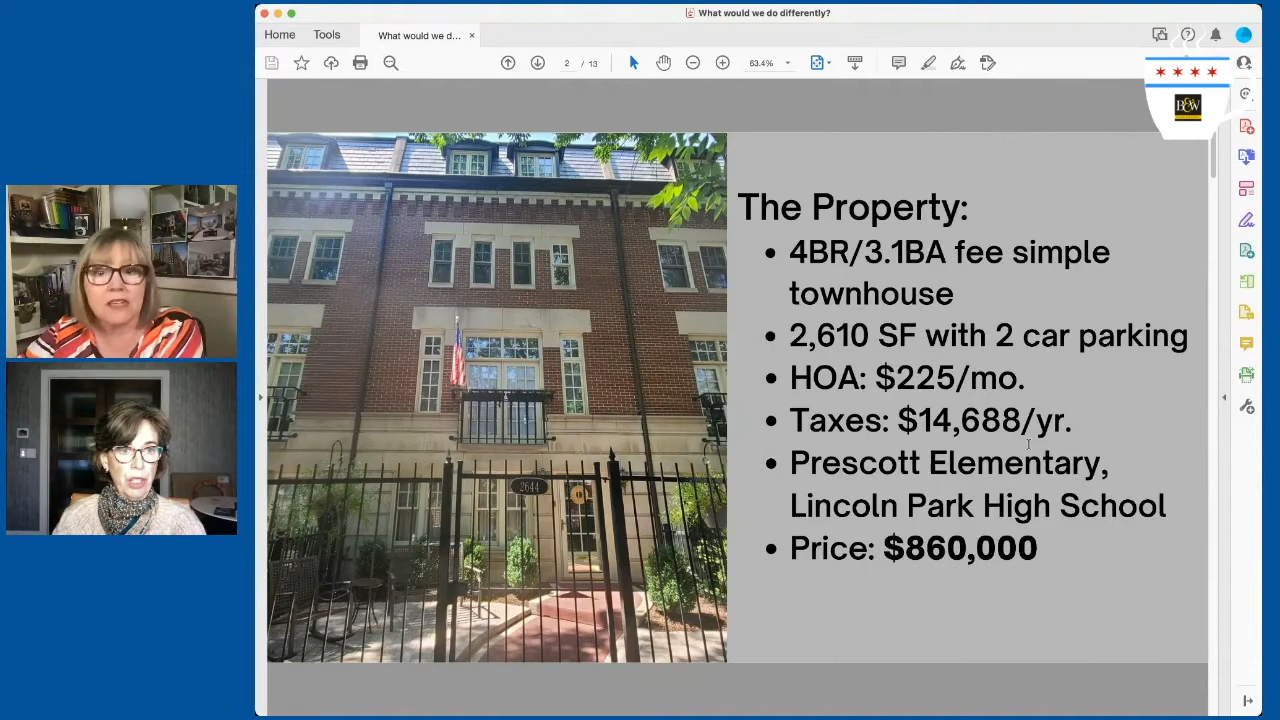 What would we do differently?
Home
Tools
What would we d...
2 / 13
63.4%
B&W
The Property:
• 4BR/3.1BA fee simple
townhouse
• 2,610 SF with 2 car parking
• HOA: $225/mo.
• Taxes: $14,688/yr.
• Prescott Elementary,
Lincoln Park High School
• Price: $860,000
2644